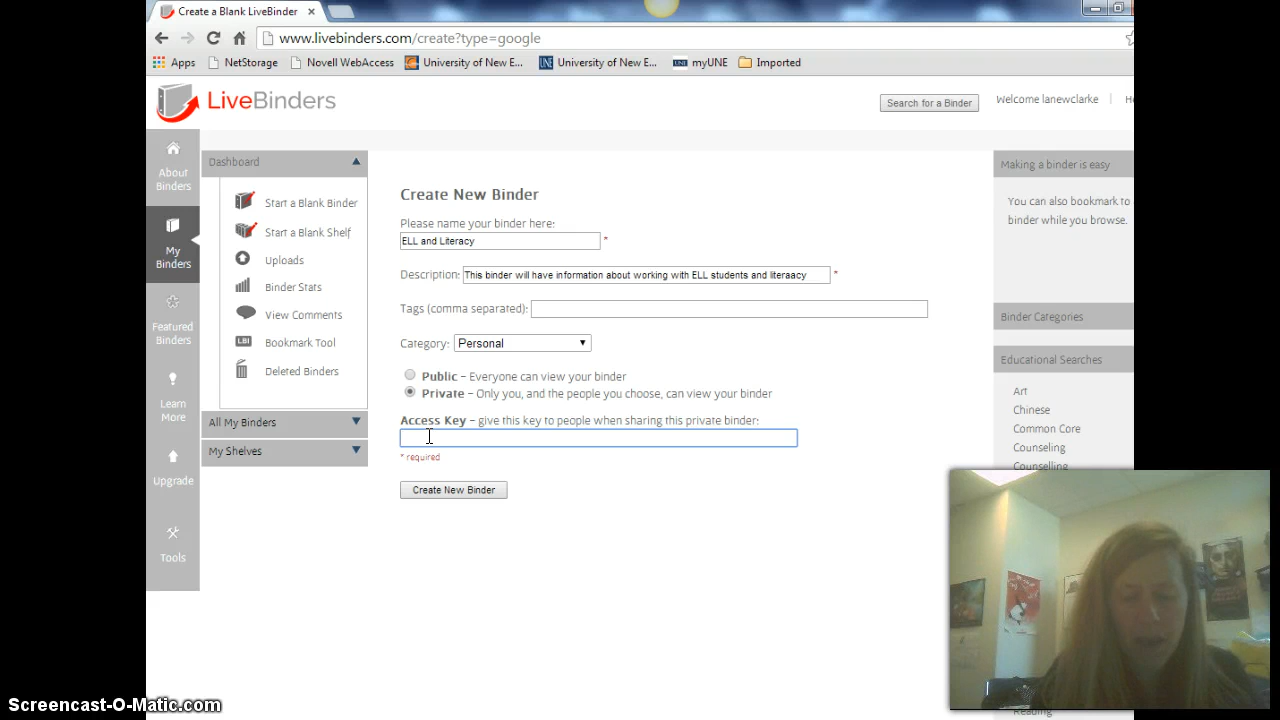 Create a Blank LiveBinder
www.livebinders.com/create?type=google
Apps NetStorage Novell WebAccess University of New E... University of New E... myUNE Imported
LiveBinders
Search for a Binder Welcome lanewclarke
About Binders
My Binders
Featured Binders
Learn More
Upgrade
Tools
Dashboard
Start a Blank Binder
Start a Blank Shelf
Uploads
Binder Stats
View Comments
LBI Bookmark Tool
Deleted Binders
All My Binders
My Shelves
Create New Binder
Please name your binder here:
ELL and Literacy *
Description: This binder will have information about working with ELL students and literaacy *
Tags (comma separated):
Category: Personal
Public – Everyone can view your binder
Private – Only you, and the people you choose, can view your binder
Access Key – give this key to people when sharing this private binder:
* required
Create New Binder
Making a binder is easy
You can also bookmark to
binder while you browse.
Binder Categories
Educational Searches
Art
Chinese
Common Core
Counseling
Counselling
Reading
Screencast-O-Matic.com